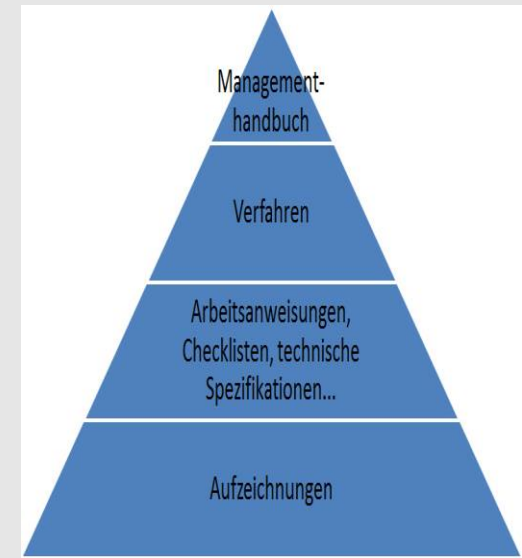 Management-
handbuch
Verfahren
Arbeitsanweisungen,
Checklisten, technische
Spezifikationen...
Aufzeichnungen